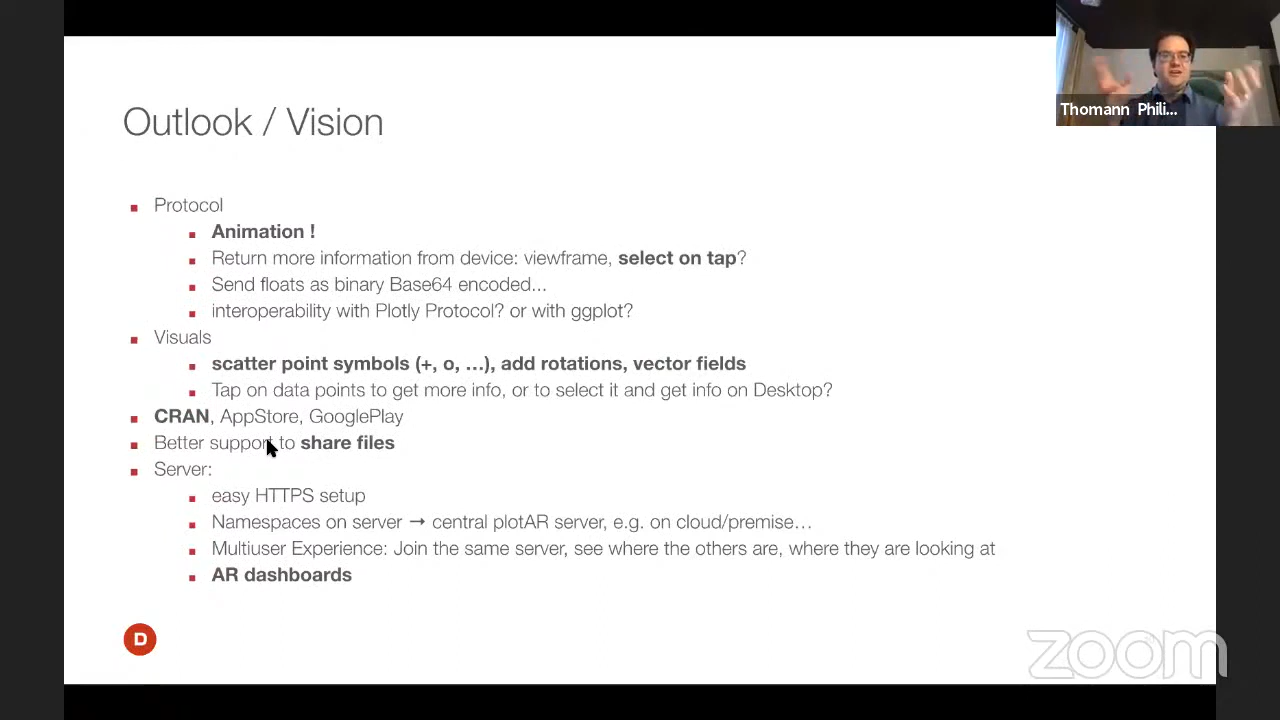 Thomann Phili...
Outlook / Vision
Protocol
Animation !
Return more information from device: viewframe, select on tap?
Send floats as binary Base64 encoded...
interoperability with Plotly Protocol? or with ggplot?
Visuals
scatter point symbols (+, o, ...), add rotations, vector fields
Tap on data points to get more info, or to select it and get info on Desktop?
CRAN, AppStore, GooglePlay
Better support to share files
Server:
easy HTTPS setup
Namespaces on server → central plotAR server, e.g. on cloud/premise...
Multiuser Experience: Join the same server, see where the others are, where they are looking at
AR dashboards
D
zoom